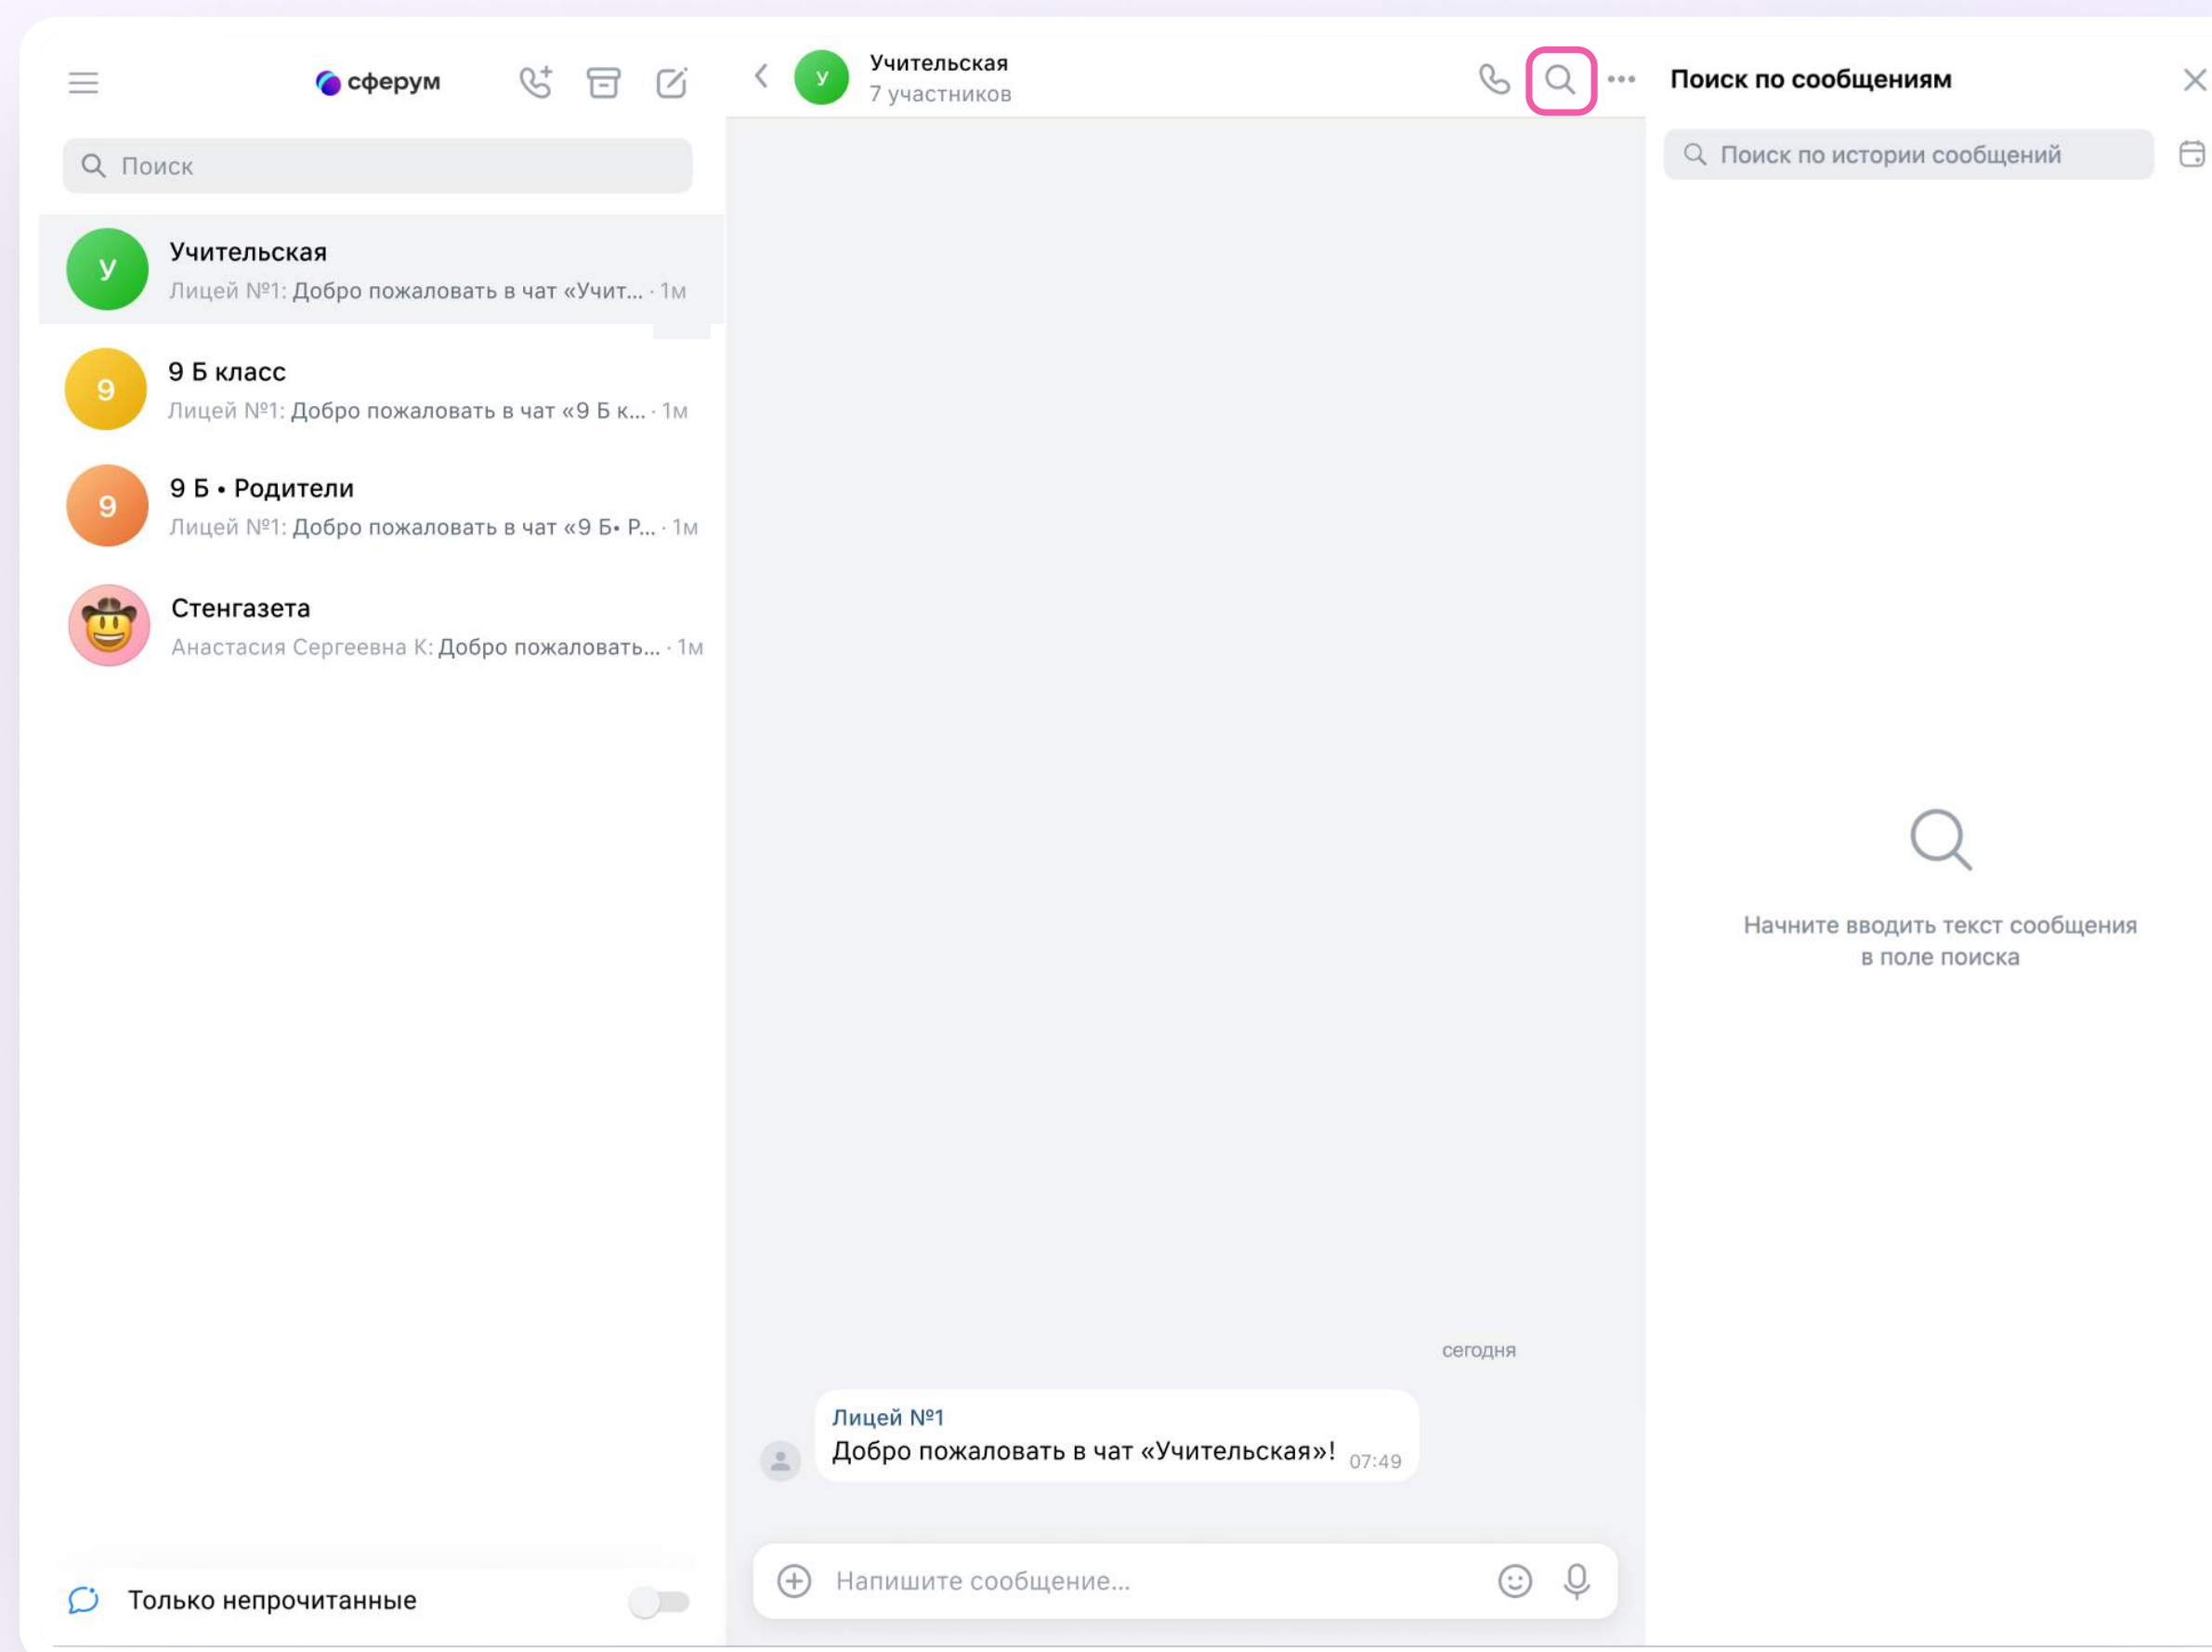 сферум
Поиск
У
Учительская
Лицей №1: Добро пожаловать в чат «Учит... · 1м
9
9 Б класс
Лицей №1: Добро пожаловать в чат «9 Б к... · 1м
9
9 Б • Родители
Лицей №1: Добро пожаловать в чат «9 Б• Р... · 1м
Стенгазета
Анастасия Сергеевна К: Добро пожаловать... · 1м
Только непрочитанные
У
Учительская
7 участников
сегодня
Лицей №1
Добро пожаловать в чат «Учительская»! 07:49
Напишите сообщение...
Поиск по сообщениям
Поиск по истории сообщений
Начните вводить текст сообщения
в поле поиска